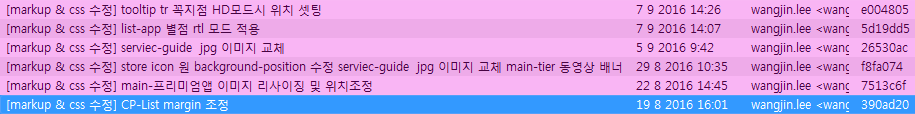 [markup & css 수정] tooltip tr 꼭지점 HD모드시 위치 셋팅 7 9 2016 14:26 wangjin.lee <wang e004805
[markup & css 수정] list-app 별점 rtl 모드 적용 7 9 2016 14:07 wangjin.lee <wang 5d19dd5
[markup & css 수정] serviec-guide jpg 이미지 교체 5 9 2016 9:42 wangjin.lee <wang 26530ac
[markup & css 수정] store icon 원 background-position 수정 serviec-guide jpg 이미지 교체 main-tier 동영상 배너 29 8 2016 10:35 wangjin.lee <wang f8fa074
[markup & css 수정] main-프리미엄앱 이미지 리사이징 및 위치조정 22 8 2016 14:45 wangjin.lee <wang 7513c6f
[markup & css 수정] CP-List margin 조정 19 8 2016 16:01 wangjin.lee <wang 390ad20